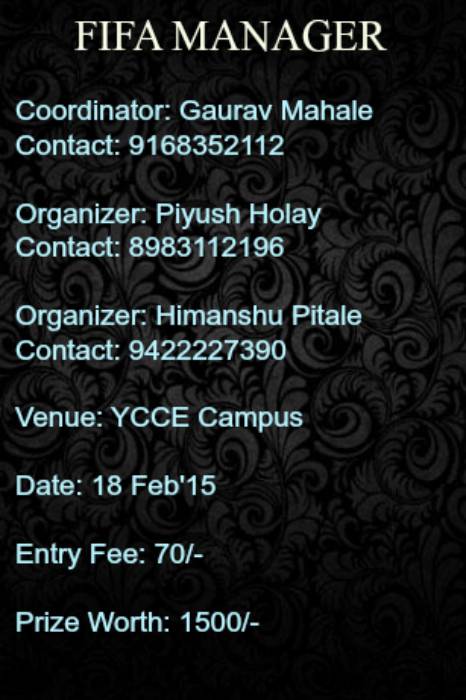 FIFA MANAGER
Coordinator: Gaurav Mahale
Contact: 9168352112
Organizer: Piyush Holay
Contact: 8983112196
Organizer: Himanshu Pitale
Contact: 9422227390
Venue: YCCE Campus
Date: 18 Feb'15
Entry Fee: 70/-
Prize Worth: 1500/-